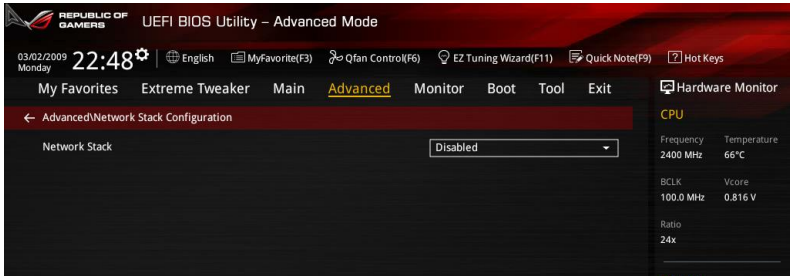 REPUBLIC OF
GAMERS
UEFI BIOS Utility – Advanced Mode
03/02/2009
Monday
22:48
English
MyFavorite(F3)
Qfan Control(F6)
EZ Tuning Wizard(F11)
Quick Note(F9)
? Hot Keys
My Favorites Extreme Tweaker Main Advanced Monitor Boot Tool Exit
Hardware Monitor
← Advanced\Network Stack Configuration
Network Stack Disabled
CPU
Frequency Temperature
2400 MHz 66°C
BCLK Vcore
100.0 MHz 0.816 V
Ratio
24x